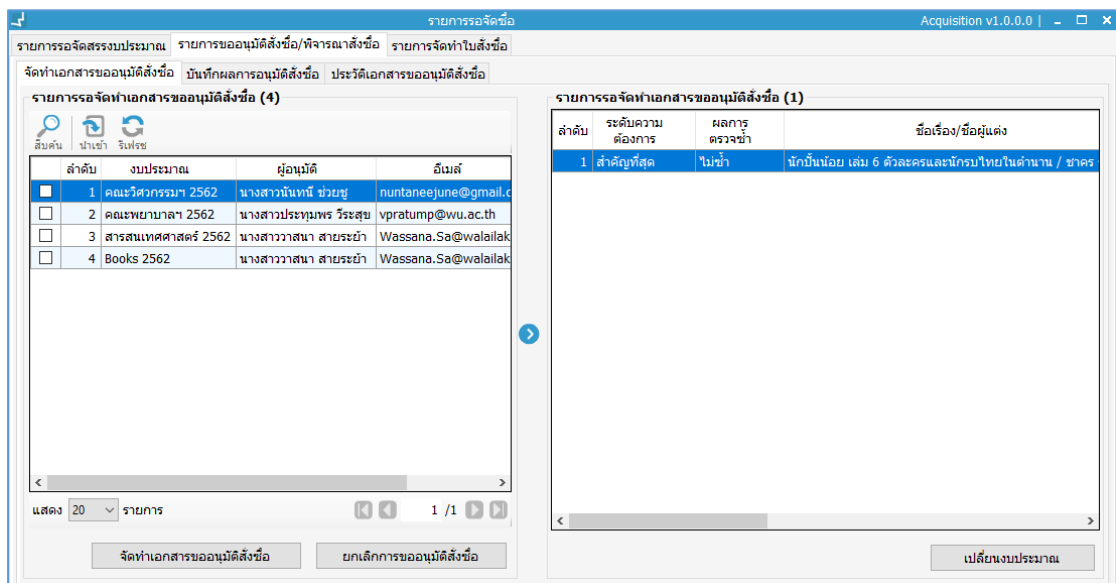 รายการรอจัดซื้อ
Acquisition v1.0.0.0 |
รายการรอจัดสรรงบประมาณ รายการขออนุมัติสั่งซื้อ/พิจารณาสั่งซื้อ รายการจัดทำใบสั่งซื้อ
จัดทำเอกสารขออนุมัติสั่งซื้อ บันทึกผลการอนุมัติสั่งซื้อ ประวัติเอกสารขออนุมัติสั่งซื้อ
รายการรอจัดทำเอกสารขออนุมัติสั่งซื้อ (4)
สืบค้น นำเข้า รีเฟรช
ลำดับ งบประมาณ ผู้อนุมัติ อีเมล์
1 คณะวิศวกรรมฯ 2562 นางสาวนันทนี ช่วยชู nuntaneejune@gmail.c
2 คณะพยาบาลฯ 2562 นางสาวประทุมพร วีระสุข vpratump@wu.ac.th
3 สารสนเทศศาสตร์ 2562 นางสาววาสนา สายระยำ Wassana.Sa@walailak
4 Books 2562 นางสาววาสนา สายระยำ Wassana.Sa@walailak
แสดง 20 รายการ 1 /1
จัดทำเอกสารขออนุมัติสั่งซื้อ ยกเลิกการขออนุมัติสั่งซื้อ
รายการรอจัดทำเอกสารขออนุมัติสั่งซื้อ (1)
ลำดับ ระดับความต้องการ ผลการตรวจซ้ำ ชื่อเรื่อง/ชื่อผู้แต่ง
1 สำคัญที่สุด ไม่ซ้ำ นักปั้นน้อย เล่ม 6 ตัวละครและนักรบไทยในตำนาน / ชาคร
เปลี่ยนงบประมาณ